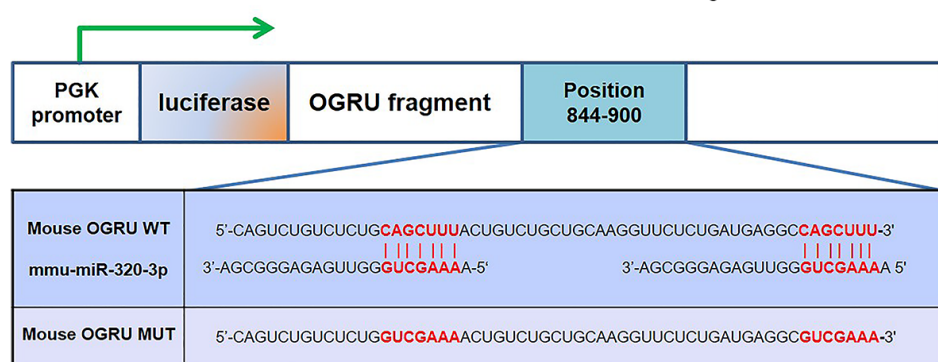 PGK
promoter
luciferase
OGRU fragment
Position
844-900
Mouse OGRU WT
5'-CAGUCUGUCUCUGCAGCUUUACUGUCUGCUGCAAGGUUCUCUGAUGAGGCCAGCUUU-3'
mmu-miR-320-3p
3'-AGCGGGAGAGUUGGGUCGAAAA-5'
3'-AGCGGGAGAGUUGGGUCGAAAA 5'
Mouse OGRU MUT
5'-CAGUCUGUCUCUGGUCGAAAACUGUCUGCUGCAAGGUUCUCUGAUGAGGCGUCGAAA-3'